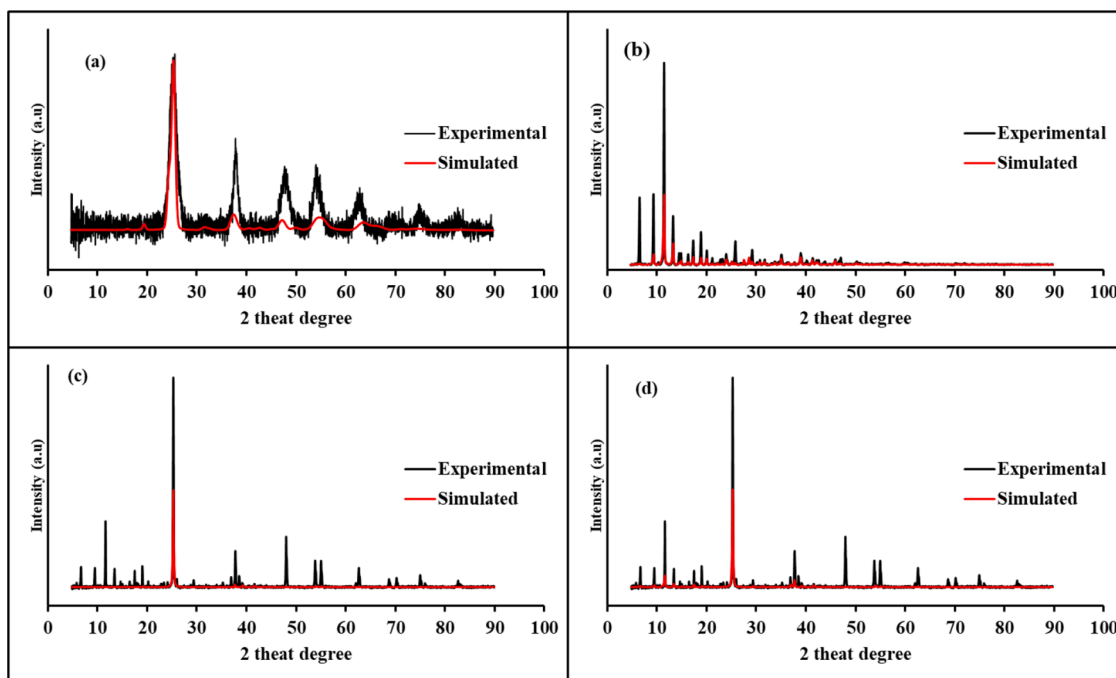 (a)
Intensity (a.u)
Experimental
Simulated
0 10 20 30 40 50 60 70 80 90 100
2 theat degree
(b)
Intensity (a.u)
Experimental
Simulated
0 10 20 30 40 50 60 70 80 90 100
2 theat degree
(c)
Intensity (a.u)
Experimental
Simulated
0 10 20 30 40 50 60 70 80 90 100
2 theat degree
(d)
Intensity (a.u)
Experimental
Simulated
0 10 20 30 40 50 60 70 80 90 100
2 theat degree